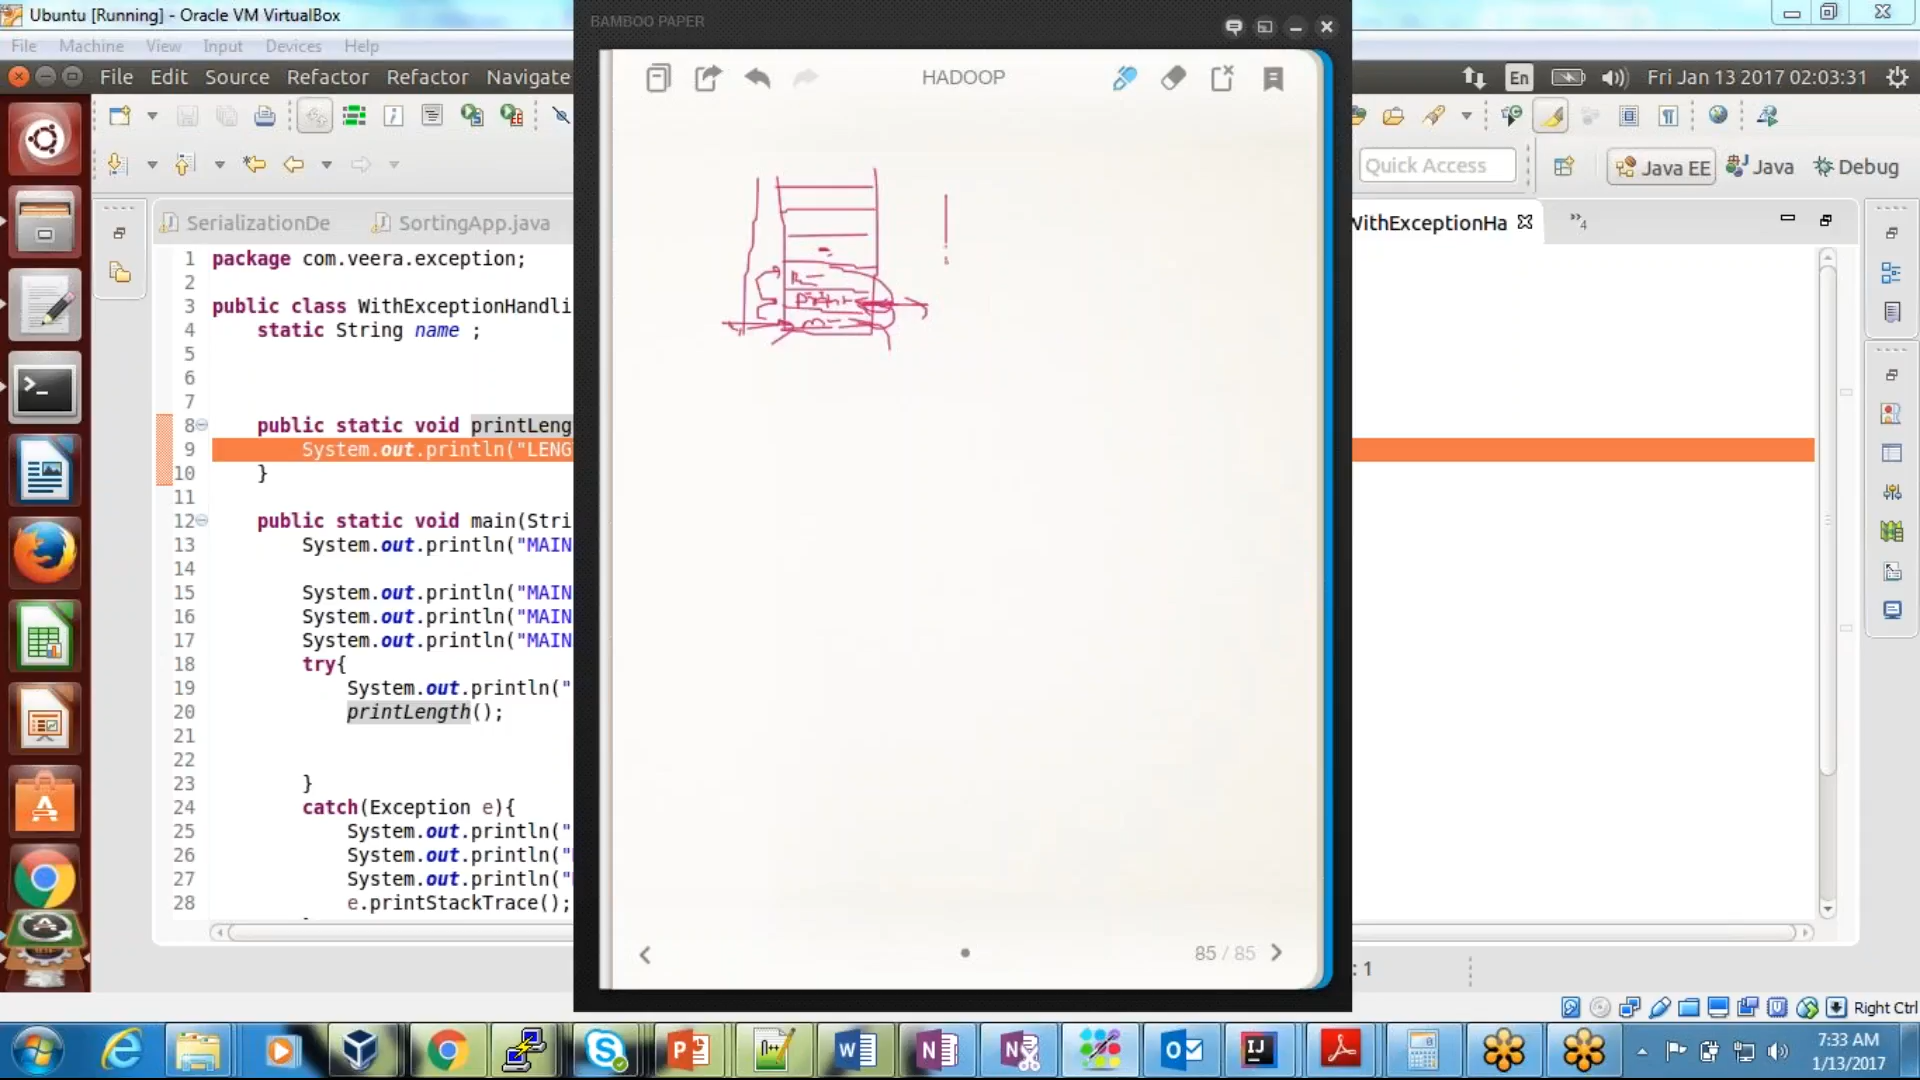 Ubuntu [Running] - Oracle VM VirtualBox
File Machine View Input Devices Help
BAMBOO PAPER
File Edit Source Refactor Refactor Navigate
HADOOP
En Fri Jan 13 2017 02:03:31
Quick Access Java EE Java Debug
SerializationDe SortingApp.java
WithExceptionHa »4
1 package com.veera.exception;
2
3 public class WithExceptionHandli
4 static String name ;
5
6
7
8 public static void printLeng
9 System.out.println("LENG
10 }
11
12 public static void main(Stri
13 System.out.println("MAIN
14
15 System.out.println("MAIN
16 System.out.println("MAIN
17 System.out.println("MAIN
18 try{
19 System.out.println("
20 printLength();
21
22
23 }
24 catch(Exception e){
25 System.out.println("
26 System.out.println("
27 System.out.println("
28 e.printStackTrace();
85 / 85
: 1
Right Ctrl
7:33 AM
1/13/2017